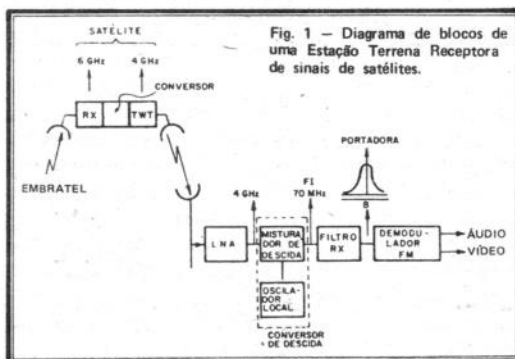 SATÉLITE
Fig. 1 — Diagrama de blocos de
uma Estação Terrena Receptora
de sinais de satélites.
6 GHz
4 GHz
CONVERSOR
RX
TWT
EMBRATEL
PORTADORA
4 GHz
FI
70 MHz
B
LNA
MISTURA
DOR DE
DESCIDA
FILTRO
RX
DEMODU-
LADOR
FM
ÁUDIO
VÍDEO
OSCILA-
DOR
LOCAL
CONVERSOR
DE DESCIDA